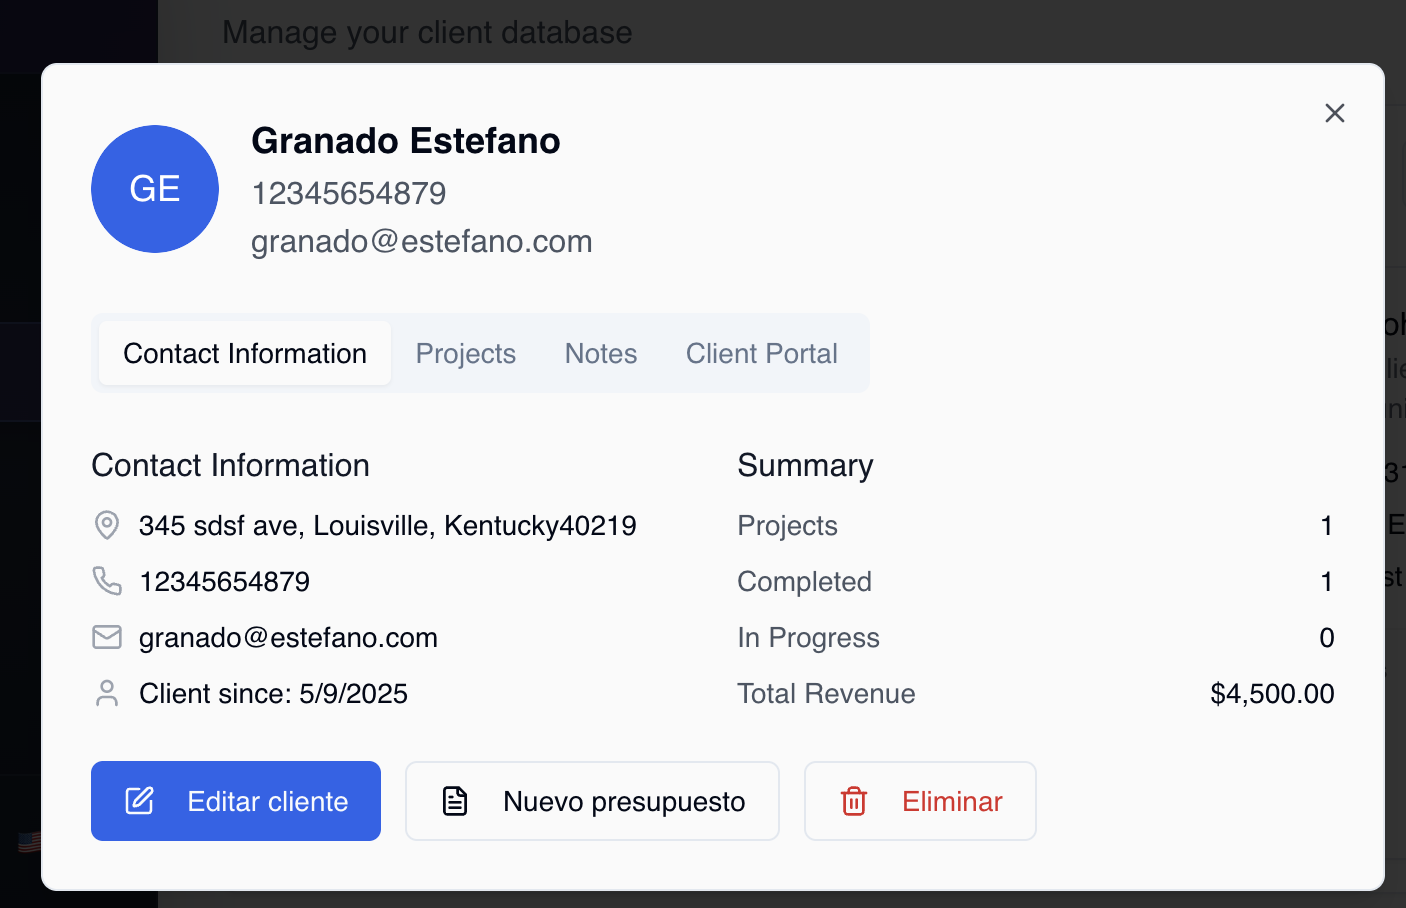 Manage your client database
GE
Granado Estefano
12345654879
granado@estefano.com
Contact Information
Projects
Notes
Client Portal
Contact Information
345 sdsf ave, Louisville, Kentucky40219
12345654879
granado@estefano.com
Client since: 5/9/2025
Summary
Projects 1
Completed 1
In Progress 0
Total Revenue $4,500.00
Editar cliente
Nuevo presupuesto
Eliminar